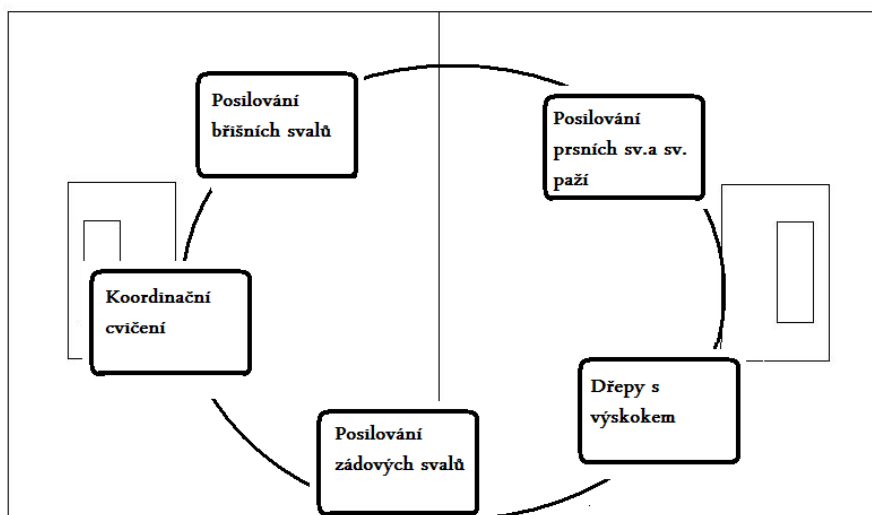 Posilování
břišních svalů
Posilování
prsních sv.a sv.
paží
Koordinační
cvičení
Dřepy s
výskokem
Posilování
zádových svalů